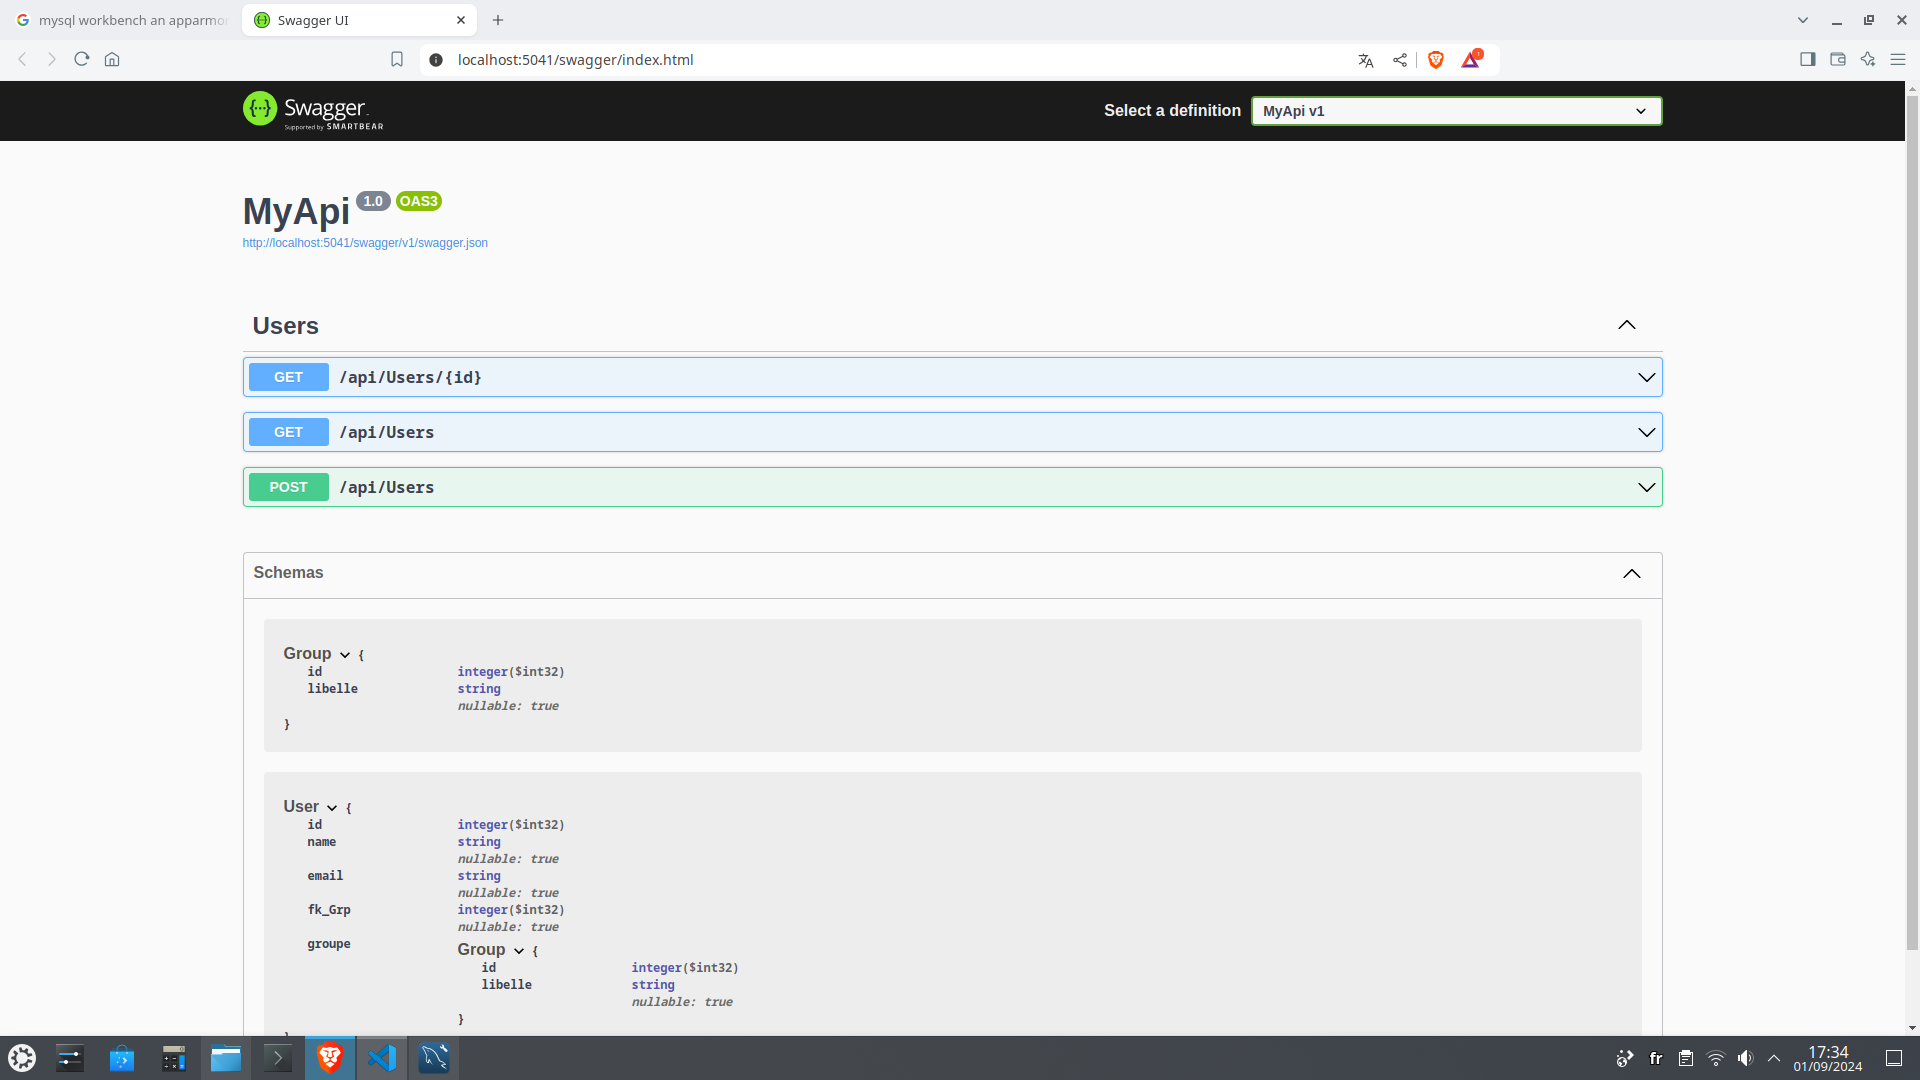 mysql workbench an apparmor
Swagger UI
localhost:5041/swagger/index.html
1
Swagger
Supported by SMARTBEAR
Select a definition
MyApi v1
MyApi 1.0 OAS3
http://localhost:5041/swagger/v1/swagger.json
Users
GET /api/Users/{id}
GET /api/Users
POST /api/Users
Schemas
Group {
id integer($int32)
libelle string
nullable: true
}
User {
id integer($int32)
name string
nullable: true
email string
nullable: true
fk_Grp integer($int32)
nullable: true
groupe Group {
id integer($int32)
libelle string
nullable: true
}
}
fr
17:34
01/09/2024